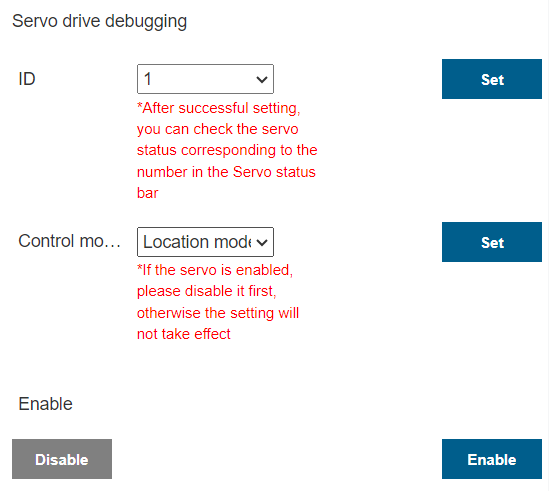 Servo drive debugging
ID
1
Set
*After successful setting,
you can check the servo
status corresponding to the
number in the Servo status
bar
Control mo...
Location mode
Set
*If the servo is enabled,
please disable it first,
otherwise the setting will
not take effect
Enable
Disable
Enable